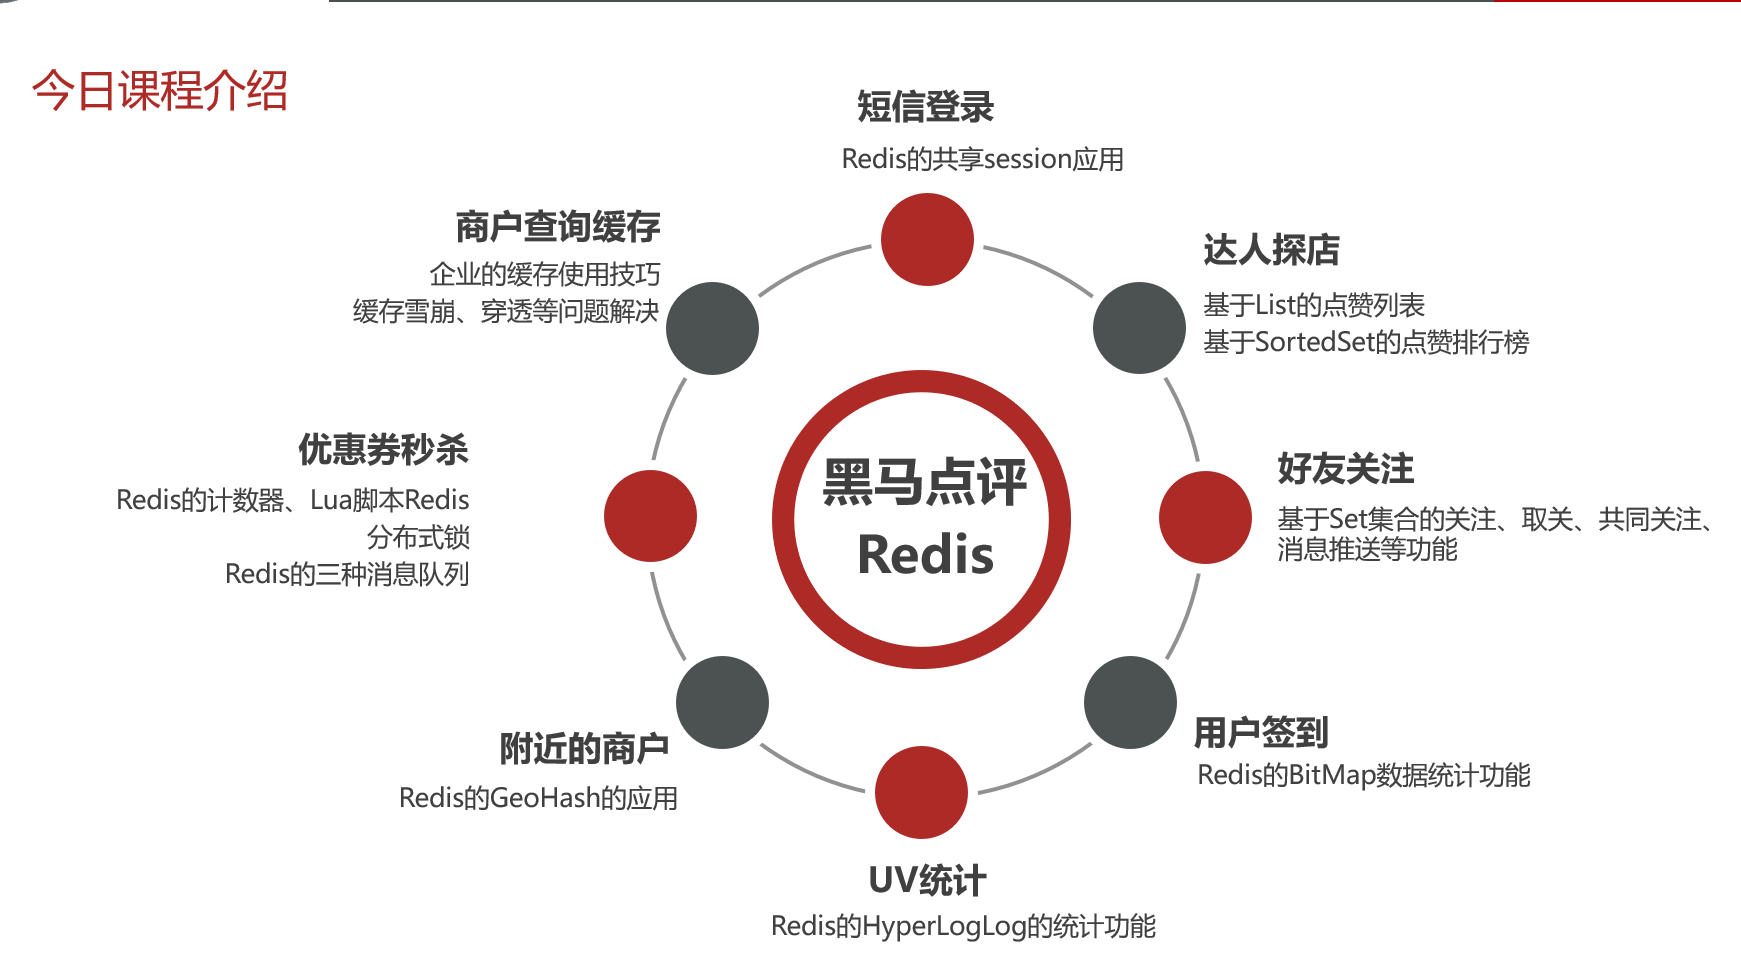 今日课程介绍
短信登录
Redis的共享session应用
商户查询缓存
企业的缓存使用技巧
缓存雪崩、穿透等问题解决
达人探店
基于List的点赞列表
基于SortedSet的点赞排行榜
优惠券秒杀
Redis的计数器、Lua脚本Redis
分布式锁
Redis的三种消息队列
黑马点评
Redis
好友关注
基于Set集合的关注、取关、共同关注、
消息推送等功能
附近的商户
Redis的GeoHash的应用
用户签到
Redis的BitMap数据统计功能
UV统计
Redis的HyperLogLog的统计功能